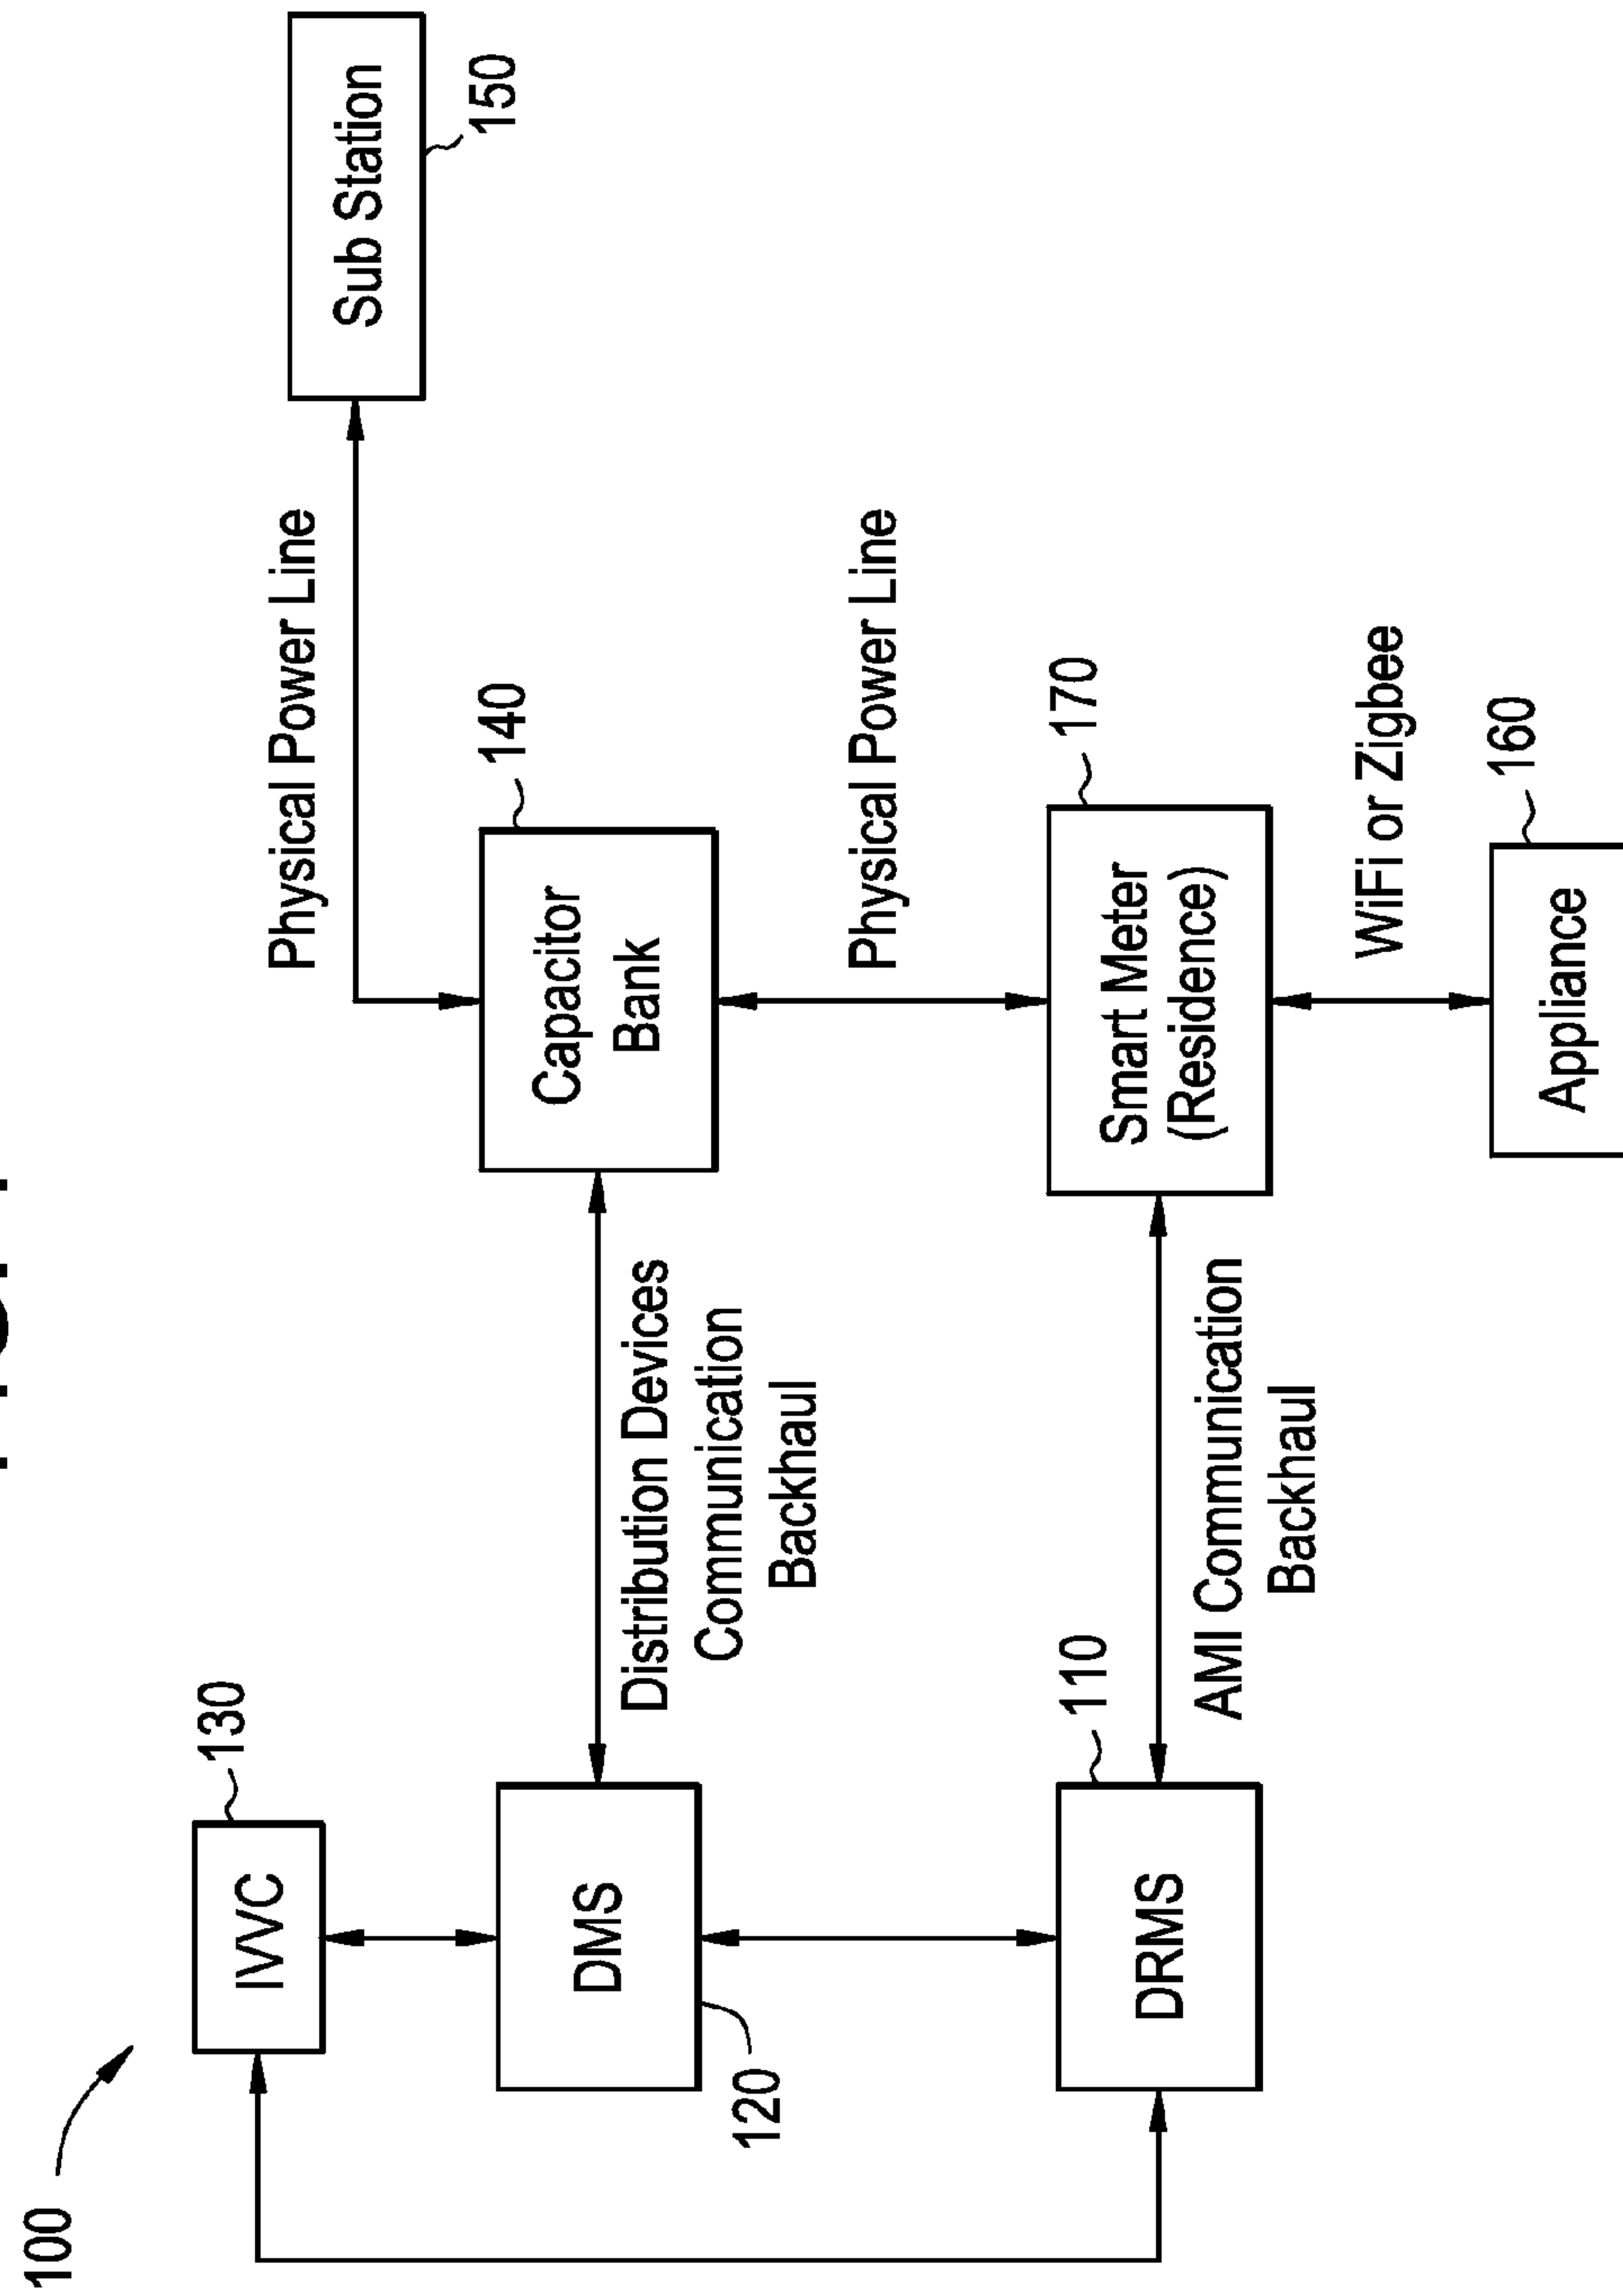 100
130
IVVC
Physical Power Line
Sub Station
150
140
Capacitor
Bank
DMS
Distribution Devices
Communication
Backhaul
120
Physical Power Line
110
170
Smart Meter
(Residence)
DRMS
AMI Communication
Backhaul
WiFi or Zigbee
160
Appliance